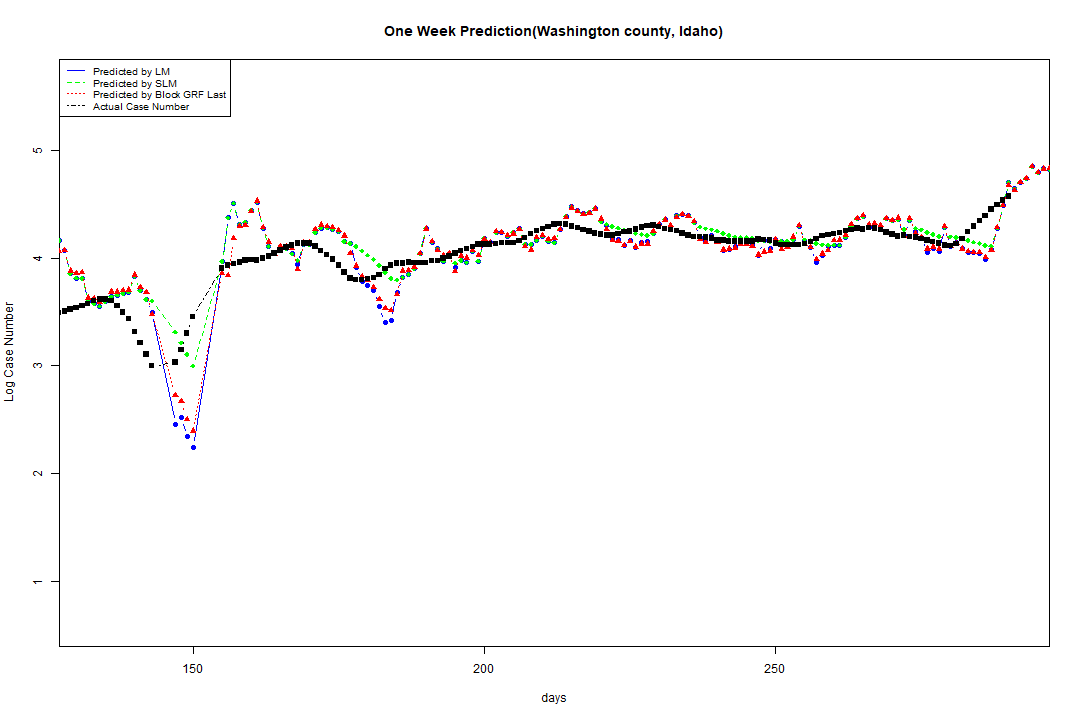 One Week Prediction(Washington county, Idaho)
Predicted by LM
Predicted by SLM
Predicted by Block GRF Last
Actual Case Number
5
4
3
2
1
Log Case Number
150 200 250
days